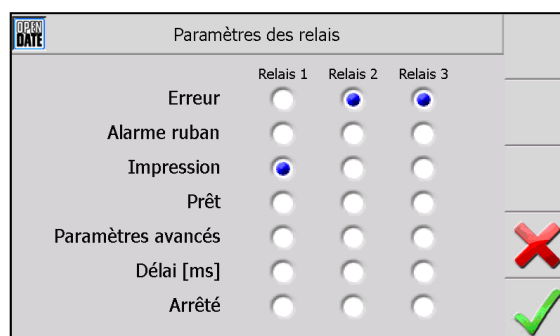 OPEN
DATE
Paramètres des relais
Relais 1 Relais 2 Relais 3
Erreur
Alarme ruban
Impression
Prêt
Paramètres avancés
Délai [ms]
Arrêté